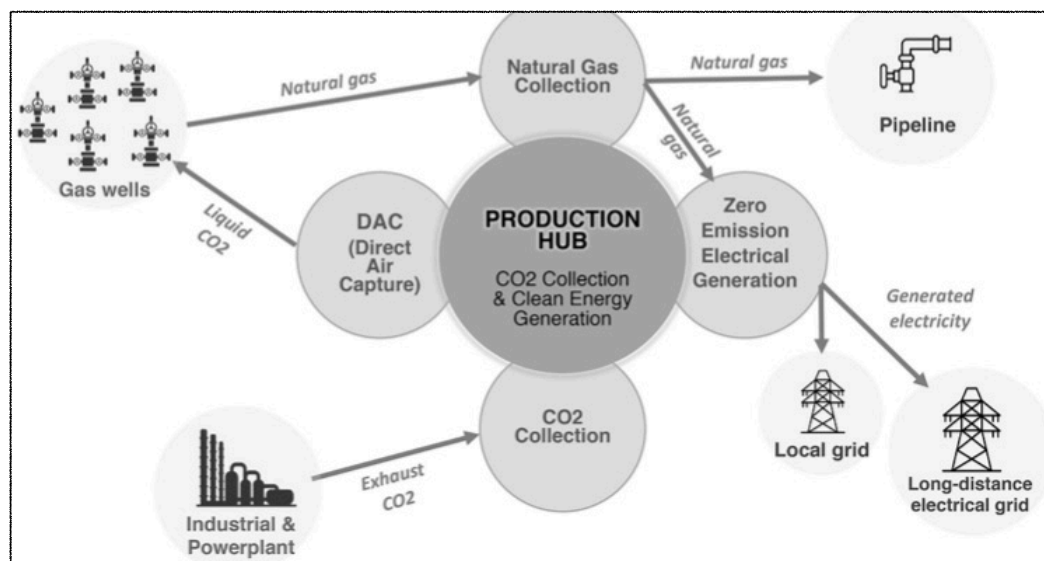 Natural gas
Natural Gas
Collection
Natural gas
Pipeline
Natural
gas
Gas wells
Liquid
CO2
DAC
(Direct
Air
Capture)
PRODUCTION
HUB
CO2 Collection
& Clean Energy
Generation
Zero
Emission
Electrical
Generation
Generated
electricity
Local grid
Long-distance
electrical grid
CO2
Collection
Exhaust
CO2
Industrial &
Powerplant